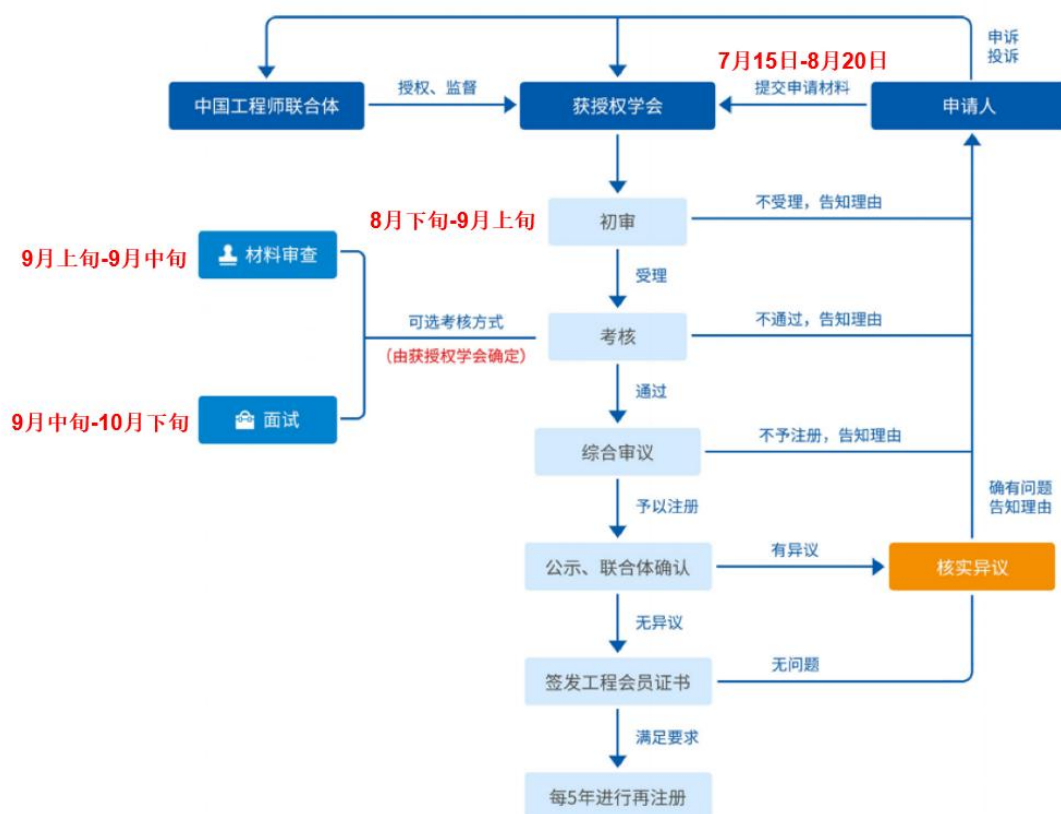 申诉
投诉
7月15日-8月20日
中国工程师联合体
授权、监督
获授权学会
提交申请材料
申请人
8月下旬-9月上旬
初审
不受理，告知理由
9月上旬-9月中旬
材料审查
受理
可选考核方式
（由获授权学会确定）
考核
不通过，告知理由
9月中旬-10月下旬
面试
通过
综合审议
不予注册，告知理由
予以注册
确有问题
告知理由
公示、联合体确认
有异议
核实异议
无异议
签发工程会员证书
无问题
满足要求
每5年进行再注册